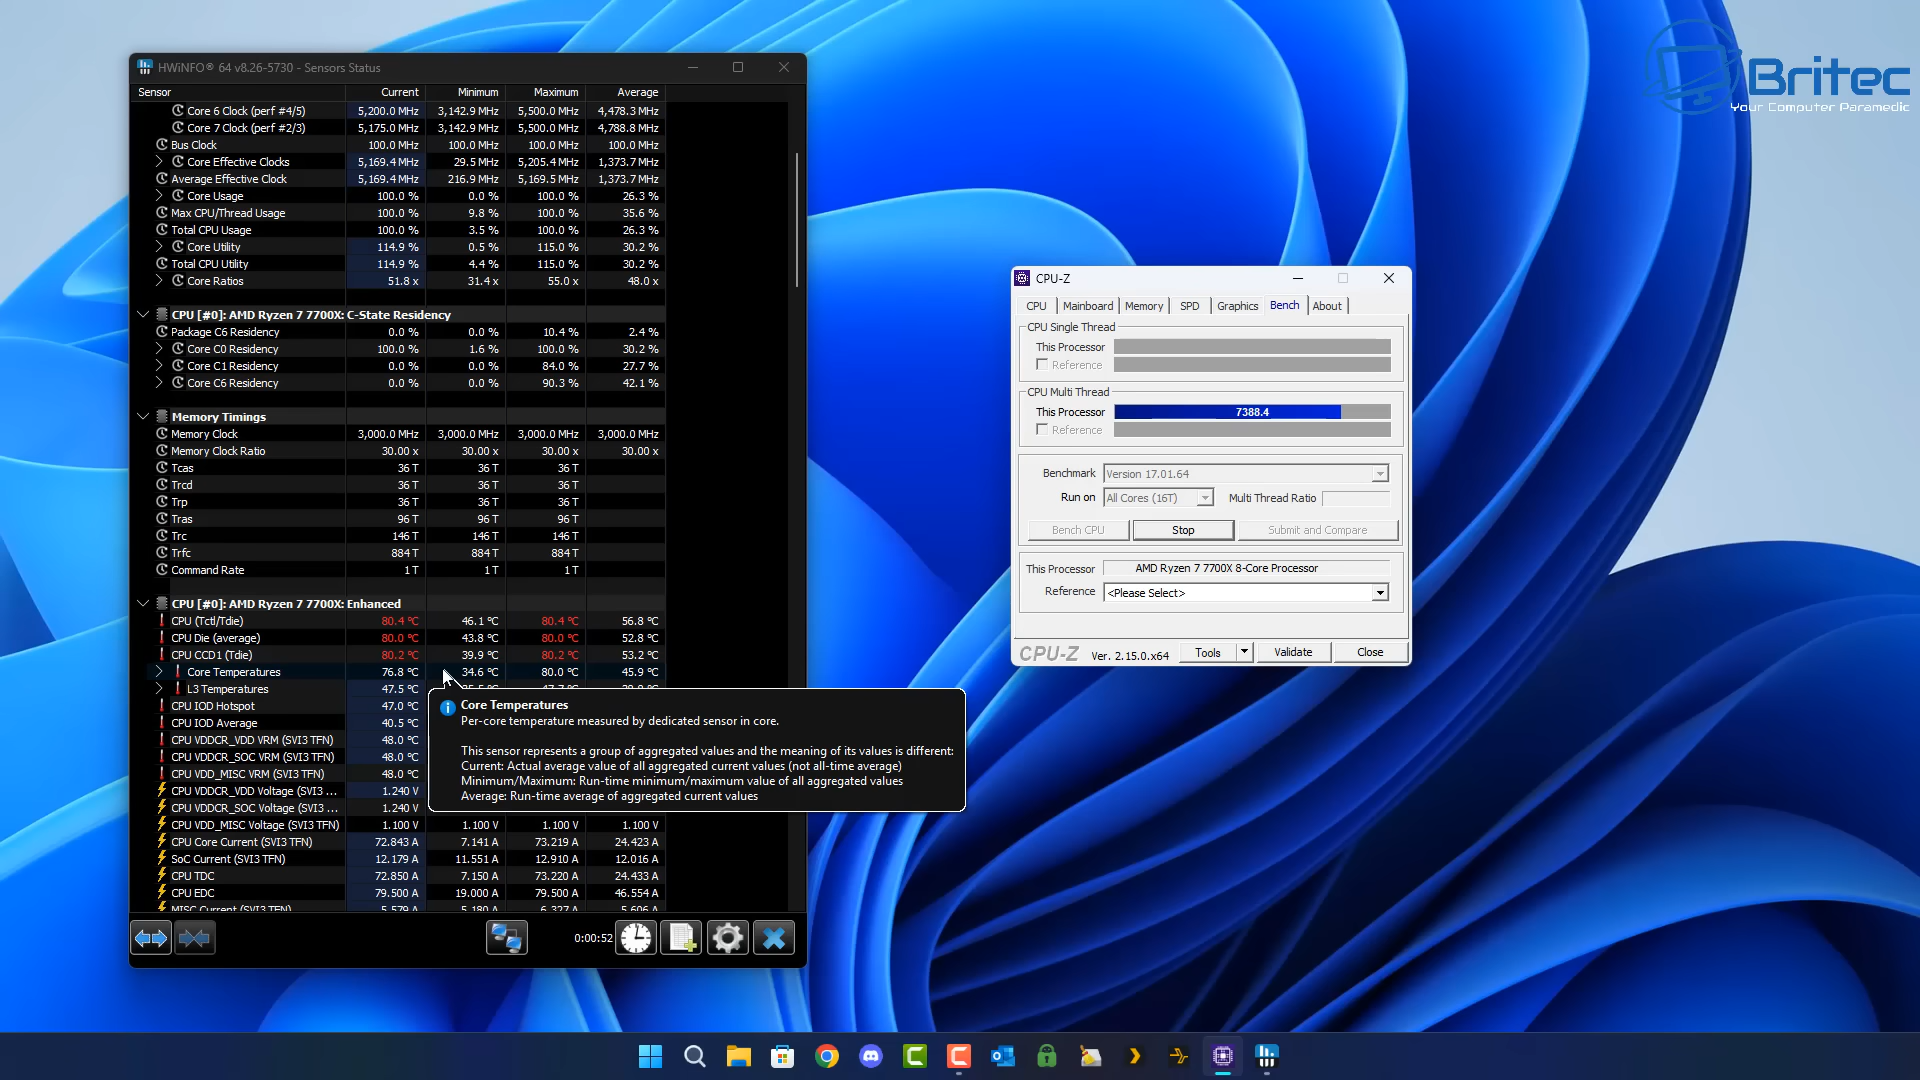 Britec
Your Computer Paramedic
HWiNFO® 64 v8.26-5730 - Sensors Status
Sensor Current Minimum Maximum Average
Core 6 Clock (perf #4/5) 5,200.0 MHz 3,142.9 MHz 5,500.0 MHz 4,478.3 MHz
Core 7 Clock (perf #2/3) 5,175.0 MHz 3,142.9 MHz 5,500.0 MHz 4,788.8 MHz
Bus Clock 100.0 MHz 100.0 MHz 100.0 MHz 100.0 MHz
Core Effective Clocks 5,169.4 MHz 29.5 MHz 5,205.4 MHz 1,373.7 MHz
Average Effective Clock 5,169.4 MHz 216.9 MHz 5,169.5 MHz 1,373.7 MHz
Core Usage 100.0 % 0.0 % 100.0 % 26.3 %
Max CPU/Thread Usage 100.0 % 9.8 % 100.0 % 35.6 %
Total CPU Usage 100.0 % 3.5 % 100.0 % 26.3 %
Core Utility 114.9 % 0.5 % 115.0 % 30.2 %
Total CPU Utility 114.9 % 4.4 % 115.0 % 30.2 %
Core Ratios 51.8 x 31.4 x 55.0 x 48.0 x
CPU [#0]: AMD Ryzen 7 7700X: C-State Residency
Package C6 Residency 0.0 % 0.0 % 10.4 % 2.4 %
Core C0 Residency 100.0 % 1.6 % 100.0 % 30.2 %
Core C1 Residency 0.0 % 0.0 % 84.0 % 27.7 %
Core C6 Residency 0.0 % 0.0 % 90.3 % 42.1 %
Memory Timings
Memory Clock 3,000.0 MHz 3,000.0 MHz 3,000.0 MHz 3,000.0 MHz
Memory Clock Ratio 30.00 x 30.00 x 30.00 x 30.00 x
Tcas 36 T 36 T 36 T
Trcd 36 T 36 T 36 T
Trp 36 T 36 T 36 T
Tras 96 T 96 T 96 T
Trc 146 T 146 T 146 T
Trfc 884 T 884 T 884 T
Command Rate 1 T 1 T 1 T
CPU [#0]: AMD Ryzen 7 7700X: Enhanced
CPU (Tctl/Tdie) 80.4 °C 46.1 °C 80.4 °C 56.8 °C
CPU Die (average) 80.0 °C 43.8 °C 80.0 °C 52.8 °C
CPU CCD1 (Tdie) 80.2 °C 39.9 °C 80.2 °C 53.2 °C
Core Temperatures 76.8 °C 34.6 °C 80.0 °C 45.9 °C
L3 Temperatures 47.5 °C
CPU IOD Hotspot 47.0 °C
CPU IOD Average 40.5 °C
CPU VDDCR_VDD VRM (SVI3 TFN) 48.0 °C
CPU VDDCR_SOC VRM (SVI3 TFN) 48.0 °C
CPU VDD_MISC VRM (SVI3 TFN) 48.0 °C
CPU VDDCR_VDD Voltage (SVI3 ... 1.240 V
CPU VDDCR_SOC Voltage (SVI3 ... 1.240 V
CPU VDD_MISC Voltage (SVI3 TFN) 1.100 V 1.100 V 1.100 V 1.100 V
CPU Core Current (SVI3 TFN) 72.843 A 7.141 A 73.219 A 24.423 A
SoC Current (SVI3 TFN) 12.179 A 11.551 A 12.910 A 12.016 A
CPU TDC 72.850 A 7.150 A 73.220 A 24.433 A
CPU EDC 79.500 A 19.000 A 79.500 A 46.554 A
MISC Current (SVI3 TFN) 5.579 A 5.180 A 6.327 A 5.606 A
0:00:52
Core Temperatures
Per-core temperature measured by dedicated sensor in core.
This sensor represents a group of aggregated values and the meaning of its values is different:
Current: Actual average value of all aggregated current values (not all-time average)
Minimum/Maximum: Run-time minimum/maximum value of all aggregated values
Average: Run-time average of aggregated current values
CPU-Z
CPU Mainboard Memory SPD Graphics Bench About
CPU Single Thread
This Processor
Reference
CPU Multi Thread
This Processor 7388.4
Reference
Benchmark Version 17.01.64
Run on All Cores (16T) Multi Thread Ratio
Bench CPU Stop Submit and Compare
This Processor AMD Ryzen 7 7700X 8-Core Processor
Reference <Please Select>
CPU-Z Ver. 2.15.0.x64 Tools Validate Close